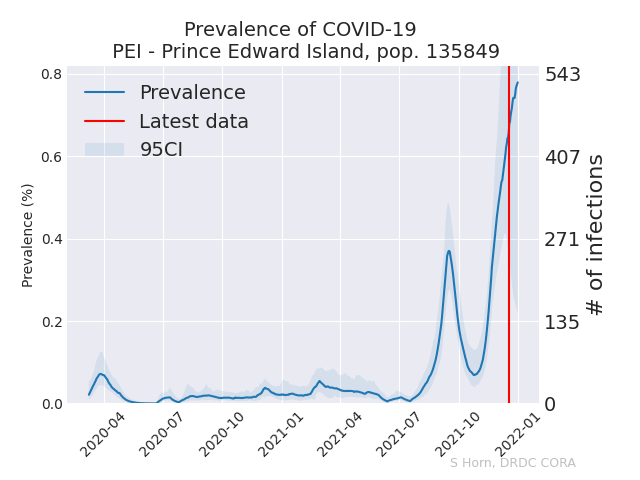 Prevalence of COVID-19
PEI - Prince Edward Island, pop. 135849
Prevalence
Latest data
95CI
Prevalence (%)
0.8
0.6
0.4
0.2
0.0
543
407
271
135
0
# of infections
2020-04
2020-07
2020-10
2021-01
2021-04
2021-07
2021-10
2022-01
S Horn, DRDC CORA